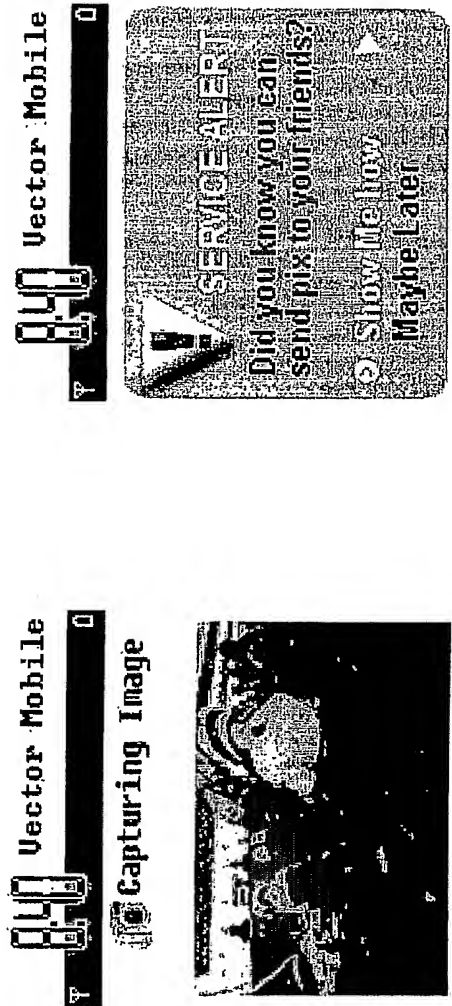 Vector Mobile
Capturing Image
Vector Mobile
SERVICE ALERT
Did you know you can
send pix to your friends?
Show Me how
Maybe Later